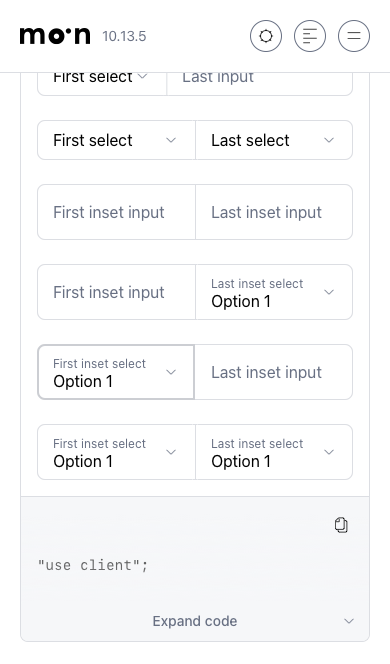 moon 10.13.5
First select Last input
First select Last select
First inset input Last inset input
First inset input Last inset select
Option 1
First inset select
Option 1 Last inset input
First inset select Last inset select
Option 1 Option 1
"use client";
Expand code